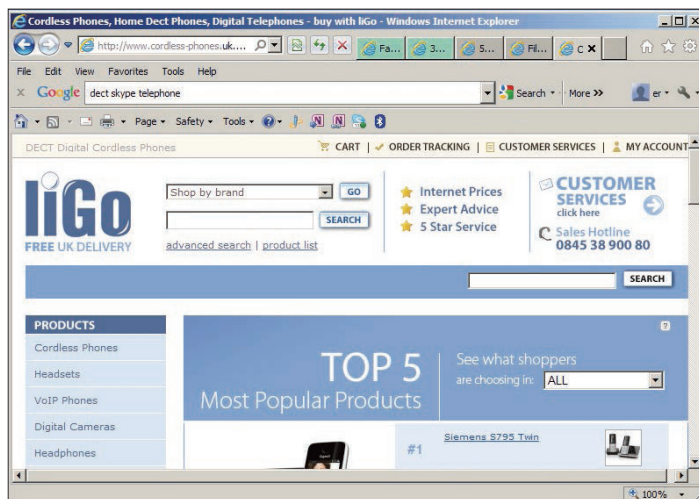 Cordless Phones, Home Dect Phones, Digital Telephones - buy with liGo - Windows Internet Explorer
http://www.cordless-phones.uk.... Fa... 3... 5... Fil... C
File Edit View Favorites Tools Help
x Google dect skype telephone Search More >> er
Page Safety Tools
DECT Digital Cordless Phones CART | ORDER TRACKING | CUSTOMER SERVICES | MY ACCOUNT
liGo
FREE UK DELIVERY
Shop by brand GO
SEARCH
advanced search | product list
Internet Prices
Expert Advice
5 Star Service
CUSTOMER
SERVICES
click here
Sales Hotline
0845 38 900 80
SEARCH
PRODUCTS
Cordless Phones
Headsets
VoIP Phones
Digital Cameras
Headphones
TOP 5
Most Popular Products
See what shoppers
are choosing in: ALL
#1 Siemens S795 Twin
100%